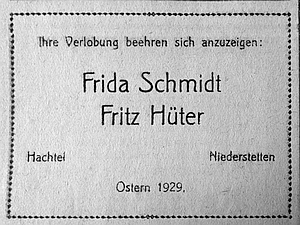 Ihre Verlobung beehren sich anzuzeigen:
Frida Schmidt
Fritz Hüter
Hachtel Niederstetten
Ostern 1929.